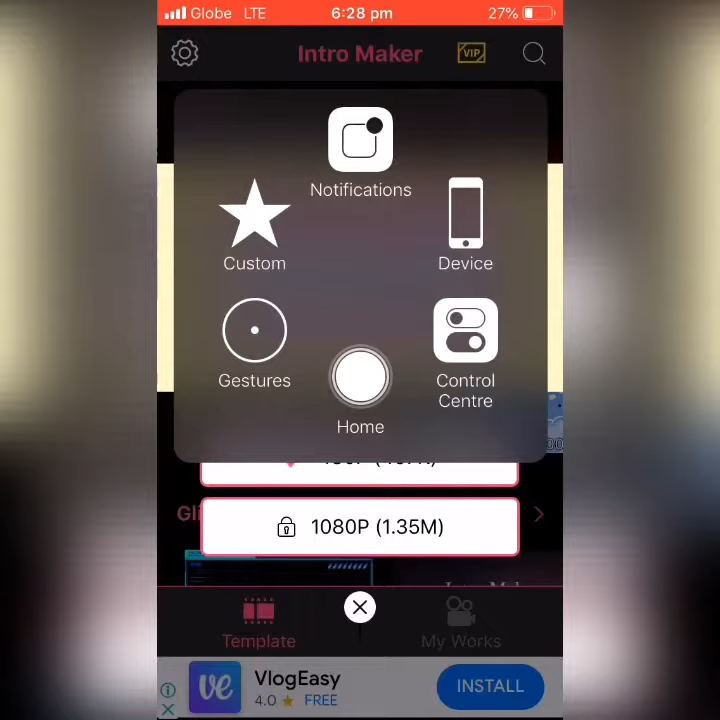 Globe LTE 6:28 pm 27%
Intro Maker VIP
Notifications
Custom Device
Gestures Control
Centre
Home
1080P (1.35M)
Template My Works
VlogEasy
4.0 FREE
INSTALL